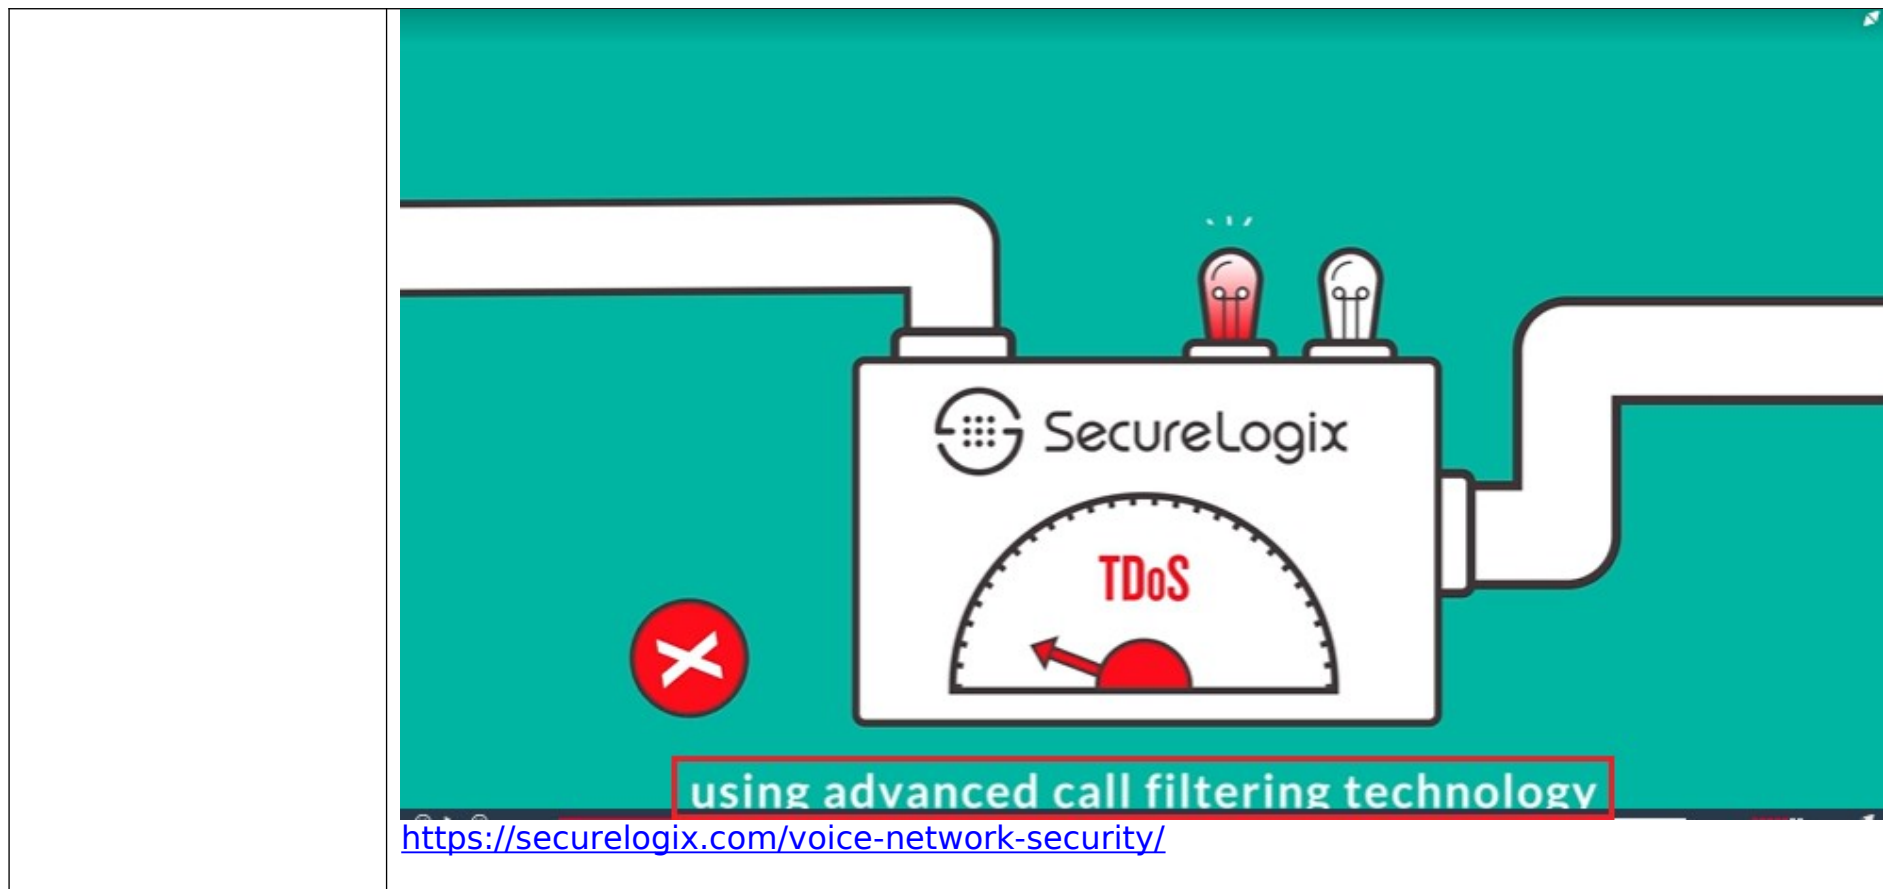 SecureLogix
TDoS
using advanced call filtering technology
https://securelogix.com/voice-network-security/